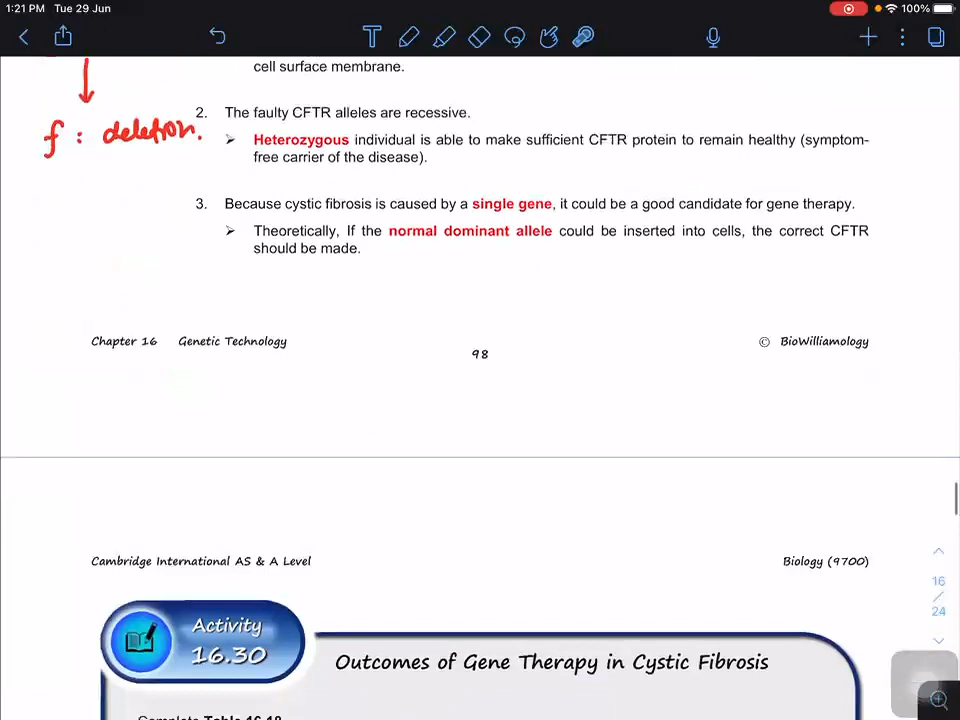 1:21 PM Tue 29 Jun
100%
cell surface membrane.
f : deletion.
2. The faulty CFTR alleles are recessive.
➢ Heterozygous individual is able to make sufficient CFTR protein to remain healthy (symptom-
free carrier of the disease).
3. Because cystic fibrosis is caused by a single gene, it could be a good candidate for gene therapy.
➢ Theoretically, If the normal dominant allele could be inserted into cells, the correct CFTR
should be made.
Chapter 16 Genetic Technology
98
© BioWilliamology
Cambridge International AS & A Level
Biology (9700)
16
/
24
Activity
16.30
Outcomes of Gene Therapy in Cystic Fibrosis
Complete Table 16.18